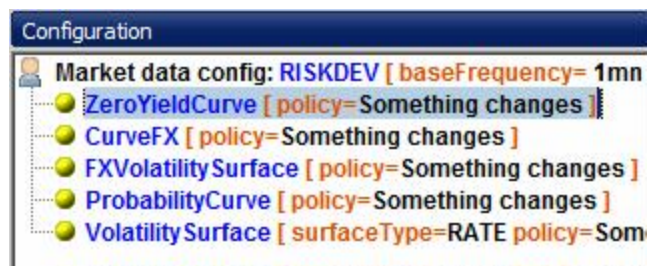 Configuration
Market data config: RISKDEV [ baseFrequency= 1mn
ZeroYieldCurve [ policy=Something changes ]
CurveFX [ policy=Something changes ]
FXVolatilitySurface [ policy=Something changes ]
ProbabilityCurve [ policy=Something changes ]
VolatilitySurface [ surfaceType=RATE policy=Som